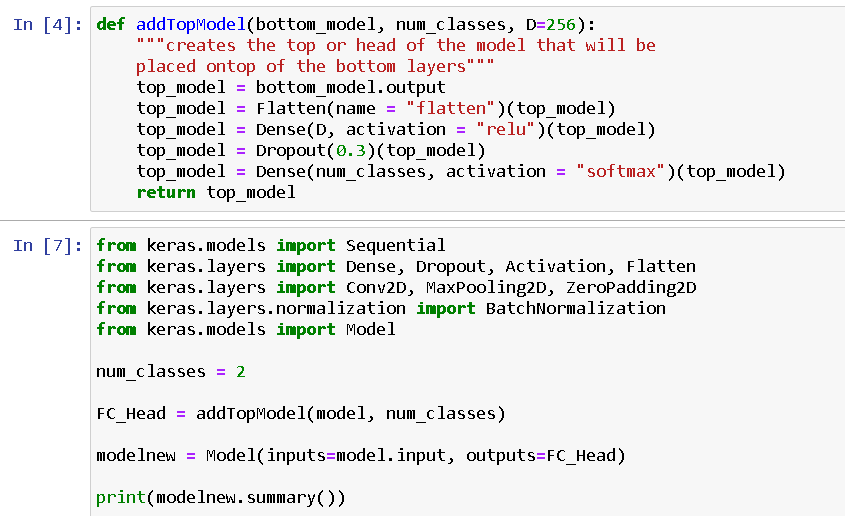 In [4]: def addTopModel(bottom_model, num_classes, D=256):
    """creates the top or head of the model that will be
    placed ontop of the bottom layers"""
    top_model = bottom_model.output
    top_model = Flatten(name = "flatten")(top_model)
    top_model = Dense(D, activation = "relu")(top_model)
    top_model = Dropout(0.3)(top_model)
    top_model = Dense(num_classes, activation = "softmax")(top_model)
    return top_model
In [7]: from keras.models import Sequential
from keras.layers import Dense, Dropout, Activation, Flatten
from keras.layers import Conv2D, MaxPooling2D, ZeroPadding2D
from keras.layers.normalization import BatchNormalization
from keras.models import Model
num_classes = 2
FC_Head = addTopModel(model, num_classes)
modelnew = Model(inputs=model.input, outputs=FC_Head)
print(modelnew.summary())